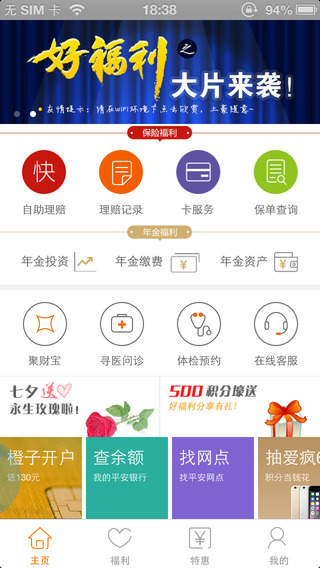 无 SIM 卡 18:38 94%
好福利之
大片来袭!
友情提示: 请在WiFi环境下点击欣赏, 土豪随意~
保险福利
快
自助理赔 理赔记录 卡服务 保单查询
年金福利
年金投资 年金缴费 年金资产
聚财宝 寻医问诊 体检预约 在线客服
七夕送
永生玫瑰啦!
500积分馈送
好福利分享有礼!
橙子开户 查余额 找网点 抽爱疯6
送130元 我的平安银行 找平安网点 积分当钱花
主页 福利 特惠 我的